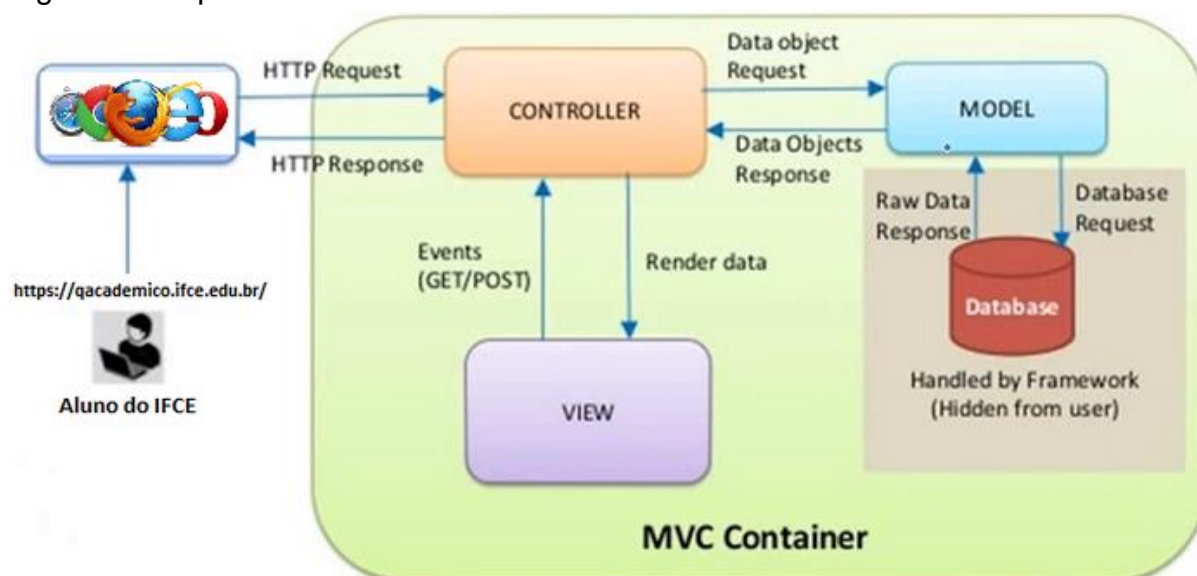 HTTP Request
HTTP Response
CONTROLLER
Data object
Request
Data Objects
Response
MODEL
Raw Data
Response
Database
Request
Database
Handled by Framework
(Hidden from user)
Events
(GET/POST)
Render data
VIEW
https://qacademico.ifce.edu.br/
Aluno do IFCE
MVC Container